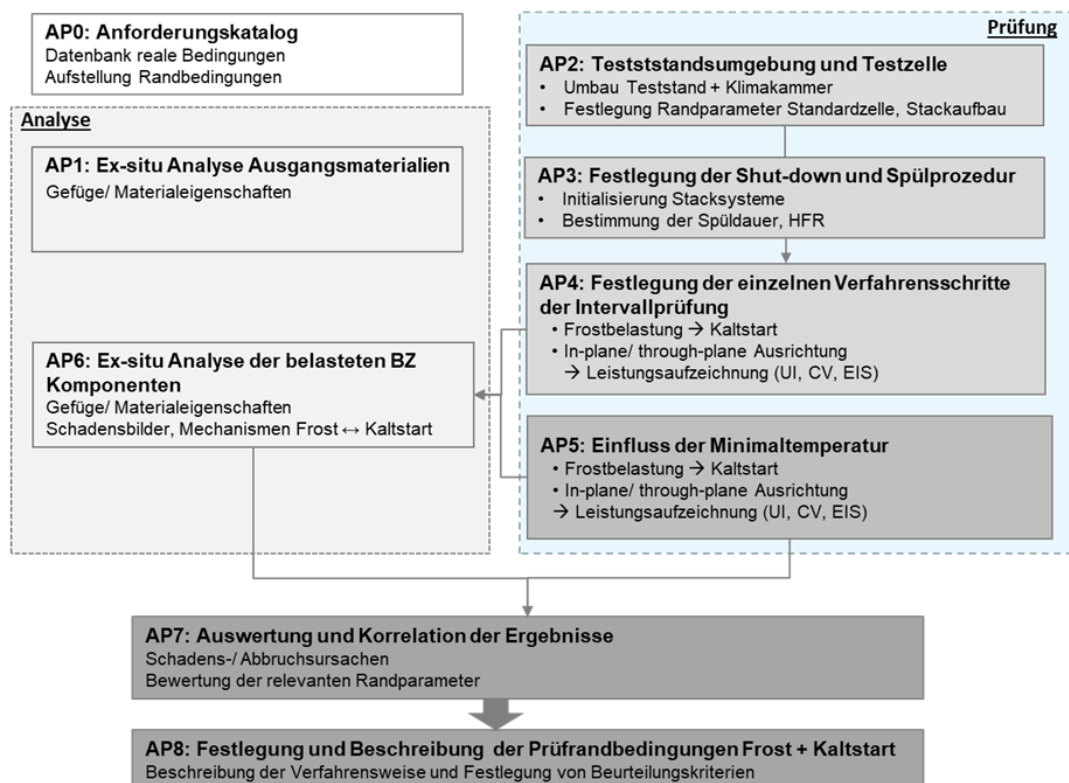 AP0: Anforderungskatalog
Datenbank reale Bedingungen
Aufstellung Randbedingungen
Analyse
AP1: Ex-situ Analyse Ausgangsmaterialien
Gefüge/ Materialeigenschaften
AP6: Ex-situ Analyse der belasteten BZ
Komponenten
Gefüge/ Materialeigenschaften
Schadensbilder, Mechanismen Frost ↔ Kaltstart
Prüfung
AP2: Teststandsumgebung und Testzelle
• Umbau Teststand + Klimakammer
• Festlegung Randparameter Standardzelle, Stackaufbau
AP3: Festlegung der Shut-down und Spülprozedur
• Initialisierung Stacksysteme
• Bestimmung der Spüldauer, HFR
AP4: Festlegung der einzelnen Verfahrensschritte
der Intervallprüfung
• Frostbelastung → Kaltstart
• In-plane/ through-plane Ausrichtung
→ Leistungsaufzeichnung (UI, CV, EIS)
AP5: Einfluss der Minimaltemperatur
• Frostbelastung → Kaltstart
• In-plane/ through-plane Ausrichtung
→ Leistungsaufzeichnung (UI, CV, EIS)
AP7: Auswertung und Korrelation der Ergebnisse
Schadens-/ Abbruchsursachen
Bewertung der relevanten Randparameter
AP8: Festlegung und Beschreibung der Prüfrandbedingungen Frost + Kaltstart
Beschreibung der Verfahrensweise und Festlegung von Beurteilungskriterien